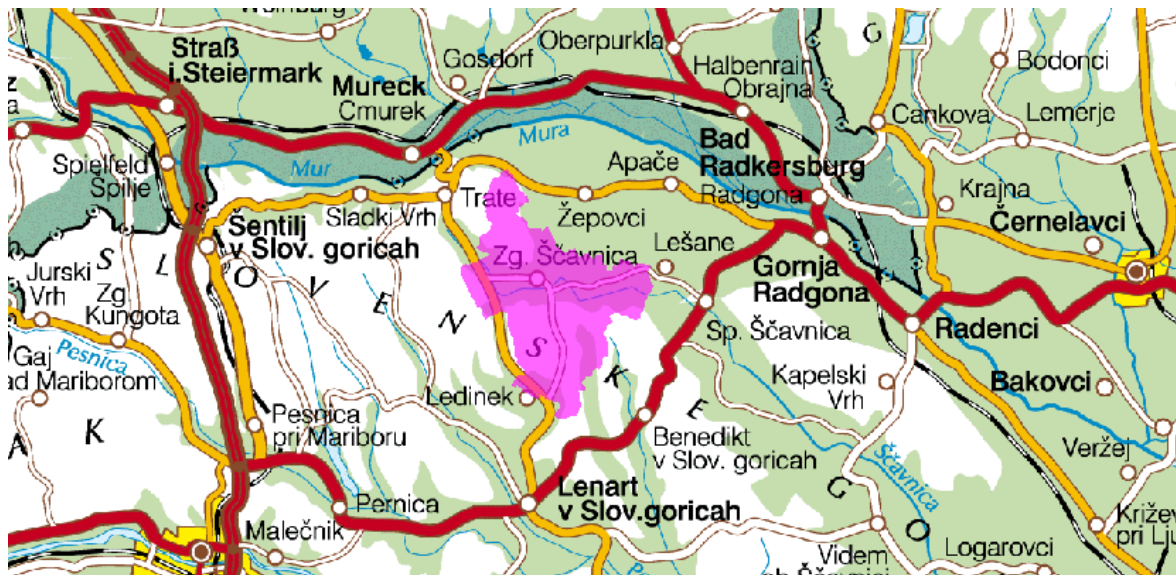 Straß
i.Steiermark
Gosdorf
Mureck
Cmurek
Oberpurkla
Halbenrain
Obrajna
G
Bodonci
Cankova
Lemerje
Mura
Bad
Radkersburg
Radgona
Spielfeld
Špilje
Mur
Apače
Krajna
Trate
Sladki Vrh
Žepovci
Černelavci
Šentilj
v Slov. goricah
Lešane
Zg. Ščavnica
Gornja
Radgona
Jurski
Vrh
Zg
Kungota
S
L
O
V
E
N
S
K
E
G
O
Sp. Ščavnica
Radenci
Pesnica
Gaj
ad Mariborom
Kapelski
Vrh
Bakovci
Ledinek
A
K
Pesnica
pri Mariboru
Benedikt
v Slov. goricah
Ščavnica
Veržej
Pernica
Lenart
v Slov.goricah
Malečnik
Videm
Logarovci
Križev
pri Lju